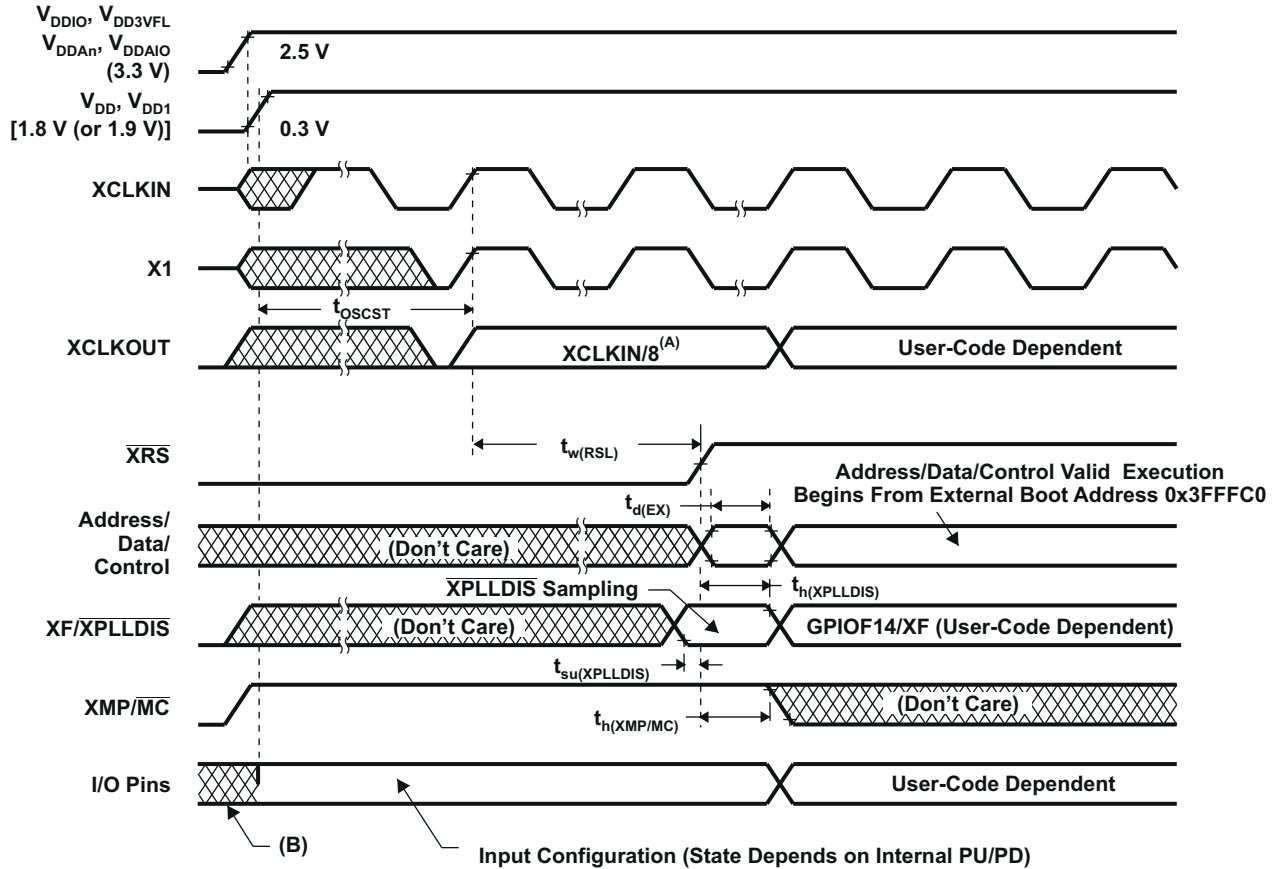 VDDIO, VDD3VFL
VDDAn, VDDAIO
(3.3 V)
2.5 V
VDD, VDD1
[1.8 V (or 1.9 V)]
0.3 V
XCLKIN
X1
tOSCST
XCLKOUT
XCLKIN/8(A)
User-Code Dependent
XRS
tw(RSL)
Address/Data/Control Valid Execution
Begins From External Boot Address 0x3FFFC0
td(EX)
Address/
Data/
Control
(Don't Care)
XPLLDIS Sampling
th(XPLLDIS)
XF/XPLLDIS
(Don't Care)
GPIOF14/XF (User-Code Dependent)
tsu(XPLLDIS)
XMP/MC
(Don't Care)
th(XMP/MC)
I/O Pins
User-Code Dependent
(B)
Input Configuration (State Depends on Internal PU/PD)